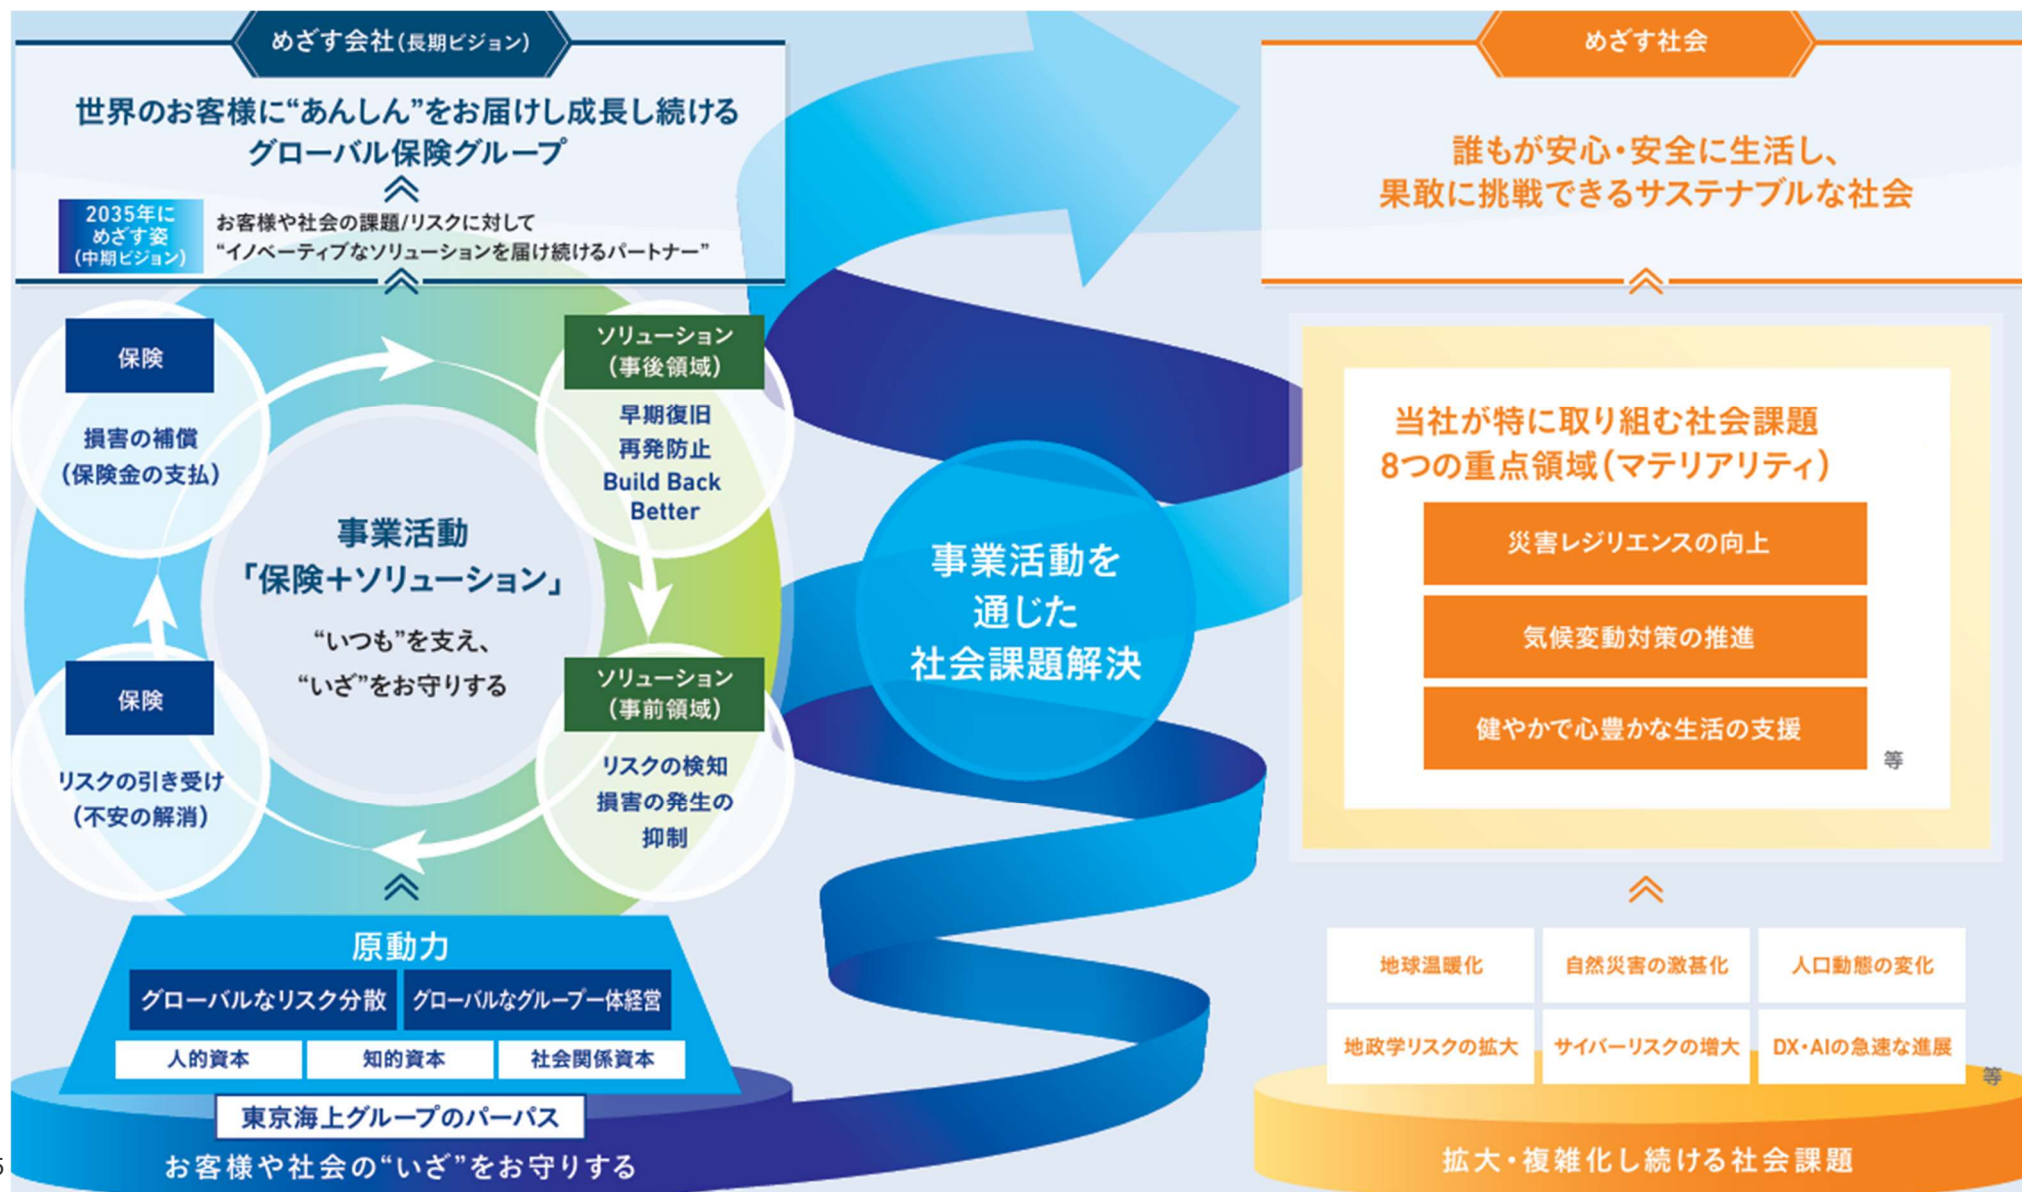 めざす会社(長期ビジョン)
世界のお客様に“あんしん”をお届けし成長し続ける
グローバル保険グループ
2035年に
めざす姿
(中期ビジョン)
お客様や社会の課題/リスクに対して
“イノベーティブなソリューションを届け続けるパートナー”
保険
損害の補償
(保険金の支払)
ソリューション
(事後領域)
早期復旧
再発防止
Build Back
Better
事業活動
「保険+ソリューション」
“いつも”を支え、
“いざ”をお守りする
保険
リスクの引き受け
(不安の解消)
ソリューション
(事前領域)
リスクの検知
損害の発生の
抑制
原動力
グローバルなリスク分散
グローバルなグループ一体経営
人的資本
知的資本
社会関係資本
東京海上グループのパーパス
お客様や社会の“いざ”をお守りする
5
事業活動を
通じた
社会課題解決
めざす社会
誰もが安心・安全に生活し、
果敢に挑戦できるサステナブルな社会
当社が特に取り組む社会課題
8つの重点領域(マテリアリティ)
災害レジリエンスの向上
気候変動対策の推進
健やかで心豊かな生活の支援
等
地球温暖化
自然災害の激甚化
人口動態の変化
地政学リスクの拡大
サイバーリスクの増大
DX・AIの急速な進展
等
拡大・複雑化し続ける社会課題